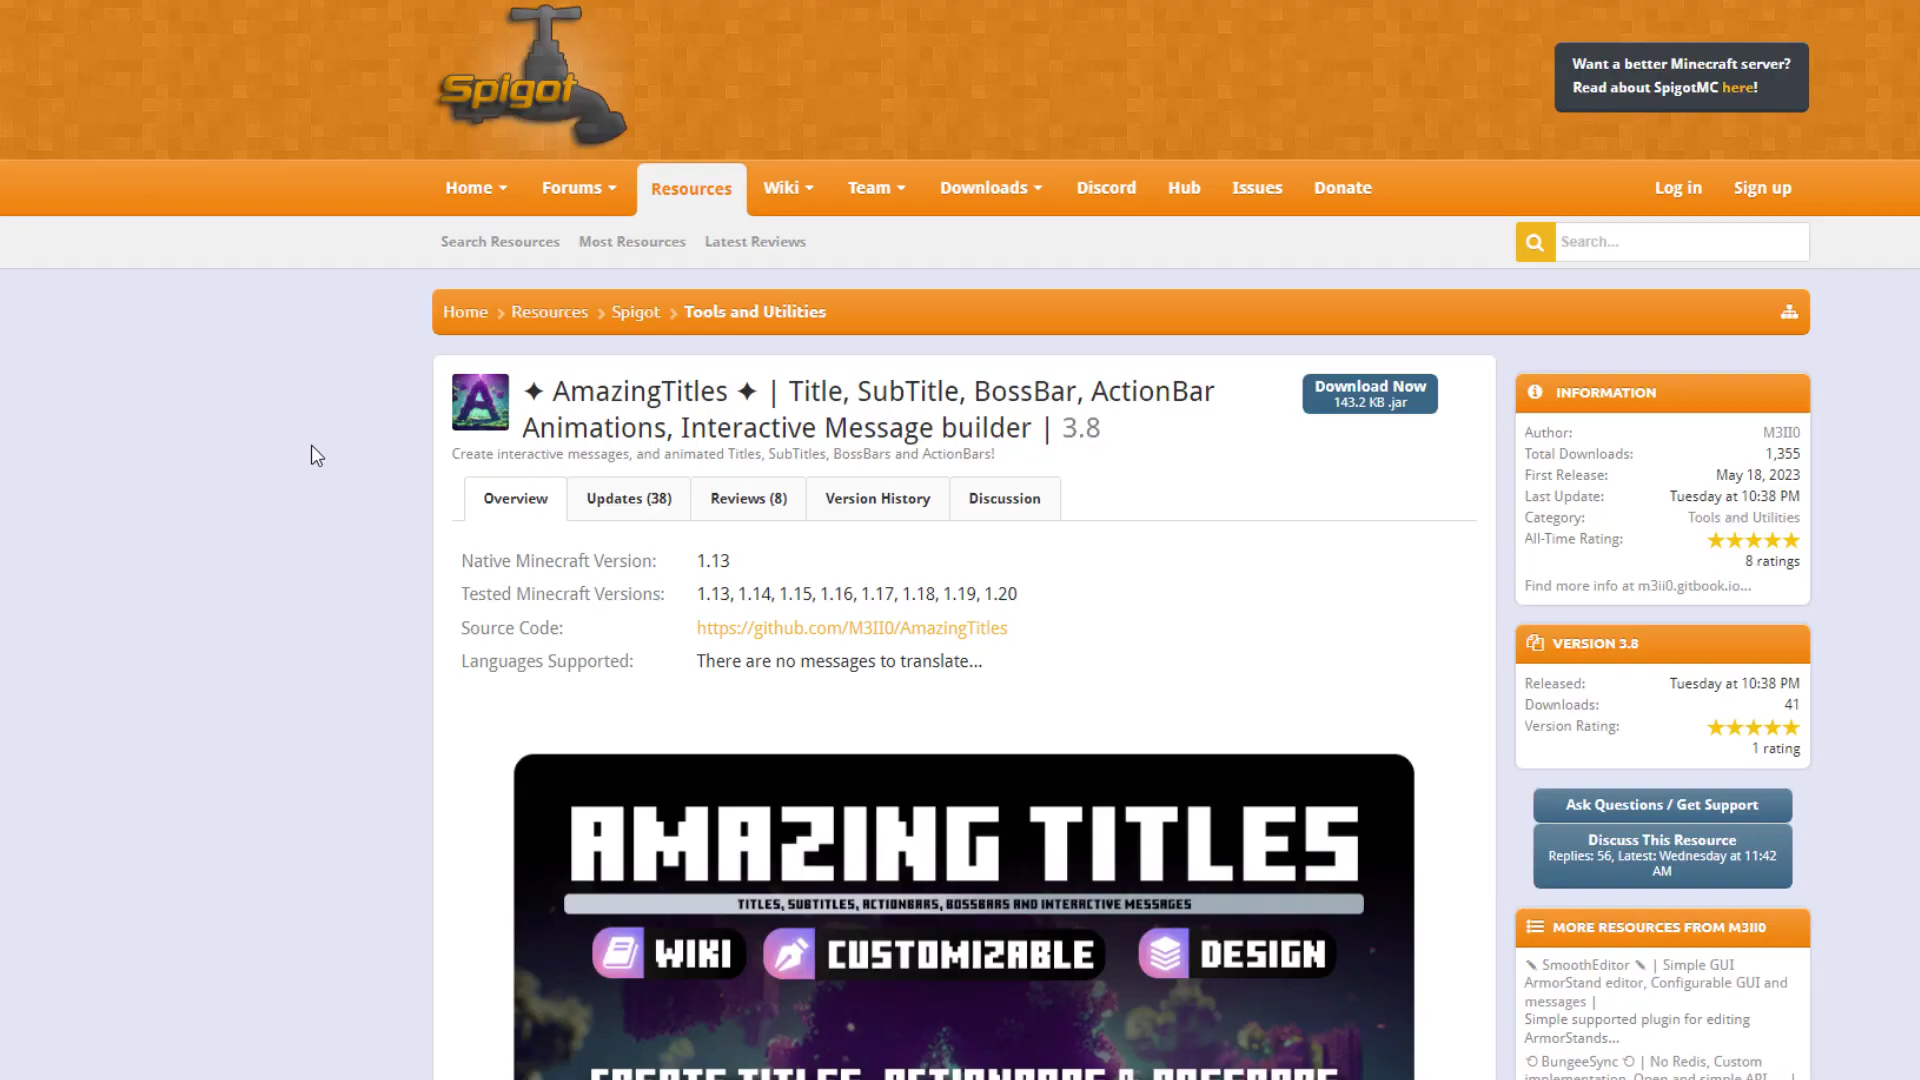 Spigot
Want a better Minecraft server?
Read about SpigotMC here!
Home Forums Resources Wiki Team Downloads Discord Hub Issues Donate Log in Sign up
Search Resources Most Resources Latest Reviews Search...
Home Resources Spigot Tools and Utilities
✦ AmazingTitles ✦ | Title, SubTitle, BossBar, ActionBar
Animations, Interactive Message builder | 3.8
Create interactive messages, and animated Titles, SubTitles, BossBars and ActionBars!
Download Now
143.2 KB .jar
Overview Updates (38) Reviews (8) Version History Discussion
Native Minecraft Version: 1.13
Tested Minecraft Versions: 1.13, 1.14, 1.15, 1.16, 1.17, 1.18, 1.19, 1.20
Source Code: https://github.com/M3II0/AmazingTitles
Languages Supported: There are no messages to translate...
AMAZING TITLES
TITLES, SUBTITLES, ACTIONBARS, BOSSBARS AND INTERACTIVE MESSAGES
WIKI CUSTOMIZABLE DESIGN
CREATE TITLES, ACTIONBARS & BOSSBARS
INFORMATION
Author: M3II0
Total Downloads: 1,355
First Release: May 18, 2023
Last Update: Tuesday at 10:38 PM
Category: Tools and Utilities
All-Time Rating:
8 ratings
Find more info at m3ii0.gitbook.io...
VERSION 3.8
Released: Tuesday at 10:38 PM
Downloads: 41
Version Rating:
1 rating
Ask Questions / Get Support
Discuss This Resource
Replies: 56, Latest: Wednesday at 11:42
AM
MORE RESOURCES FROM M3II0
✎ SmoothEditor ✎ | Simple GUI
ArmorStand editor, Configurable GUI and
messages |
Simple supported plugin for editing
ArmorStands...
BungeeSync | No Redis, Custom
implementation, Open and simple API ... |